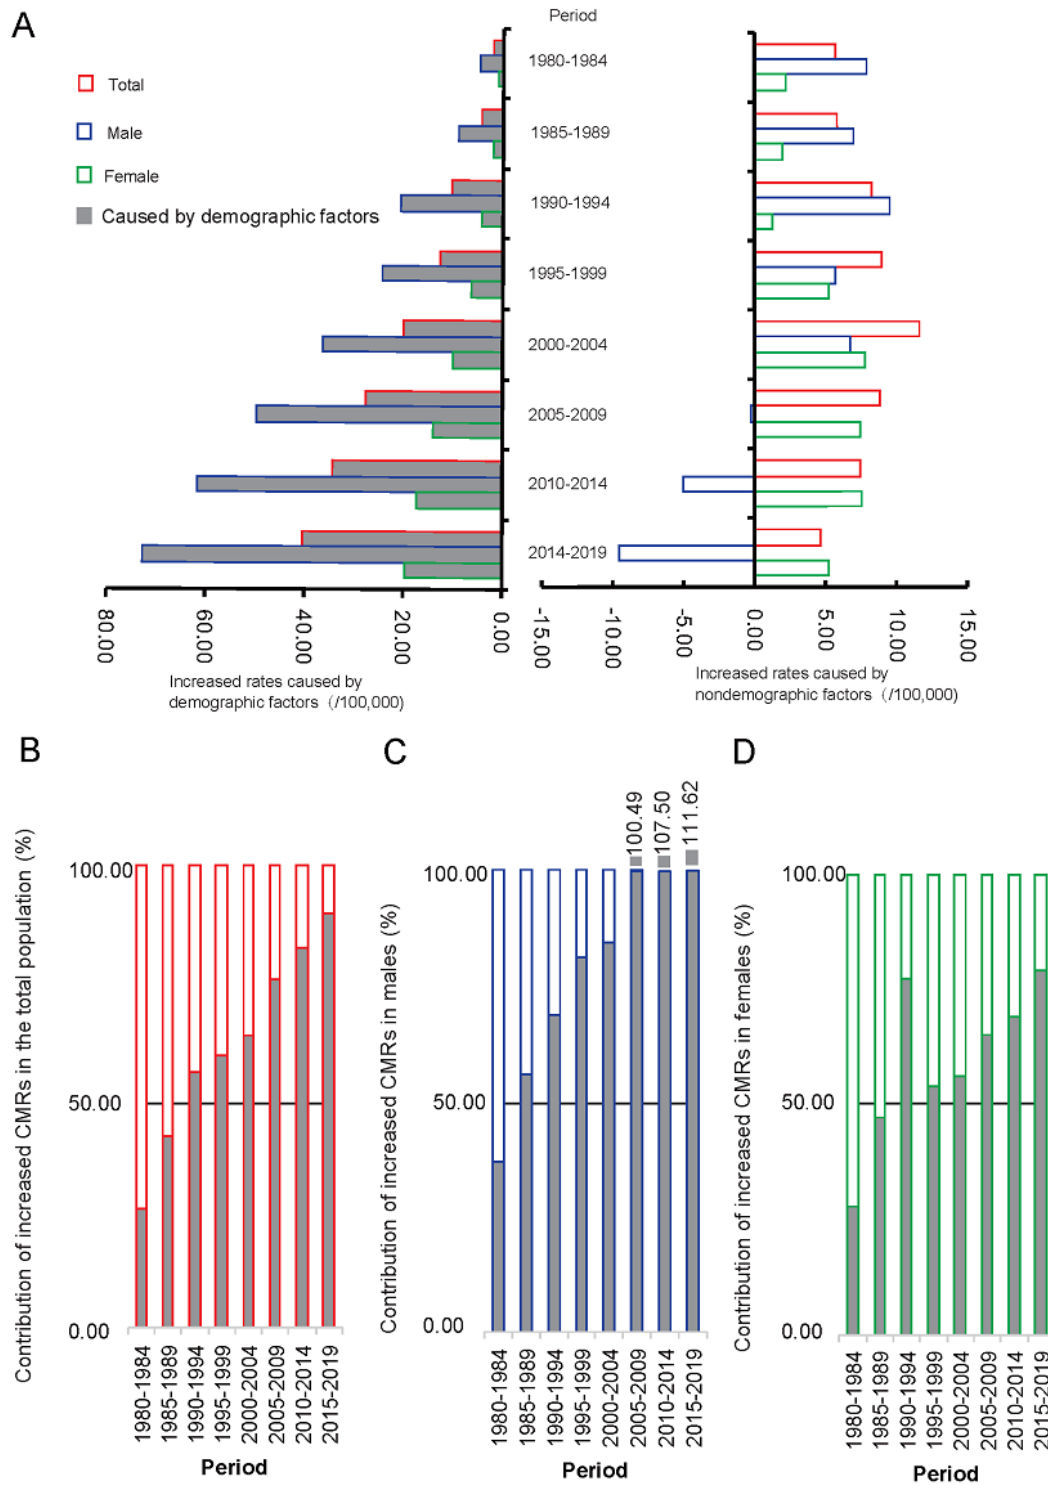 A
Period
Total
Male
Female
Caused by demographic factors
1980-1984
1985-1989
1990-1994
1995-1999
2000-2004
2005-2009
2010-2014
2014-2019
80.00
60.00
40.00
20.00
0.00
Increased rates caused by
demographic factors（/100,000)
-15.00
-10.00
-5.00
0.00
5.00
10.00
15.00
Increased rates caused by
nondemographic factors（/100,000)
B
Contribution of increased CMRs in the total population (%)
100.00
50.00
0.00
1980-1984
1985-1989
1990-1994
1995-1999
2000-2004
2005-2009
2010-2014
2015-2019
Period
C
Contribution of increased CMRs in males (%)
100.00
50.00
0.00
100.49
107.50
111.62
1980-1984
1985-1989
1990-1994
1995-1999
2000-2004
2005-2009
2010-2014
2015-2019
Period
D
Contribution of increased CMRs in females (%)
100.00
50.00
0.00
1980-1984
1985-1989
1990-1994
1995-1999
2000-2004
2005-2009
2010-2014
2015-2019
Period